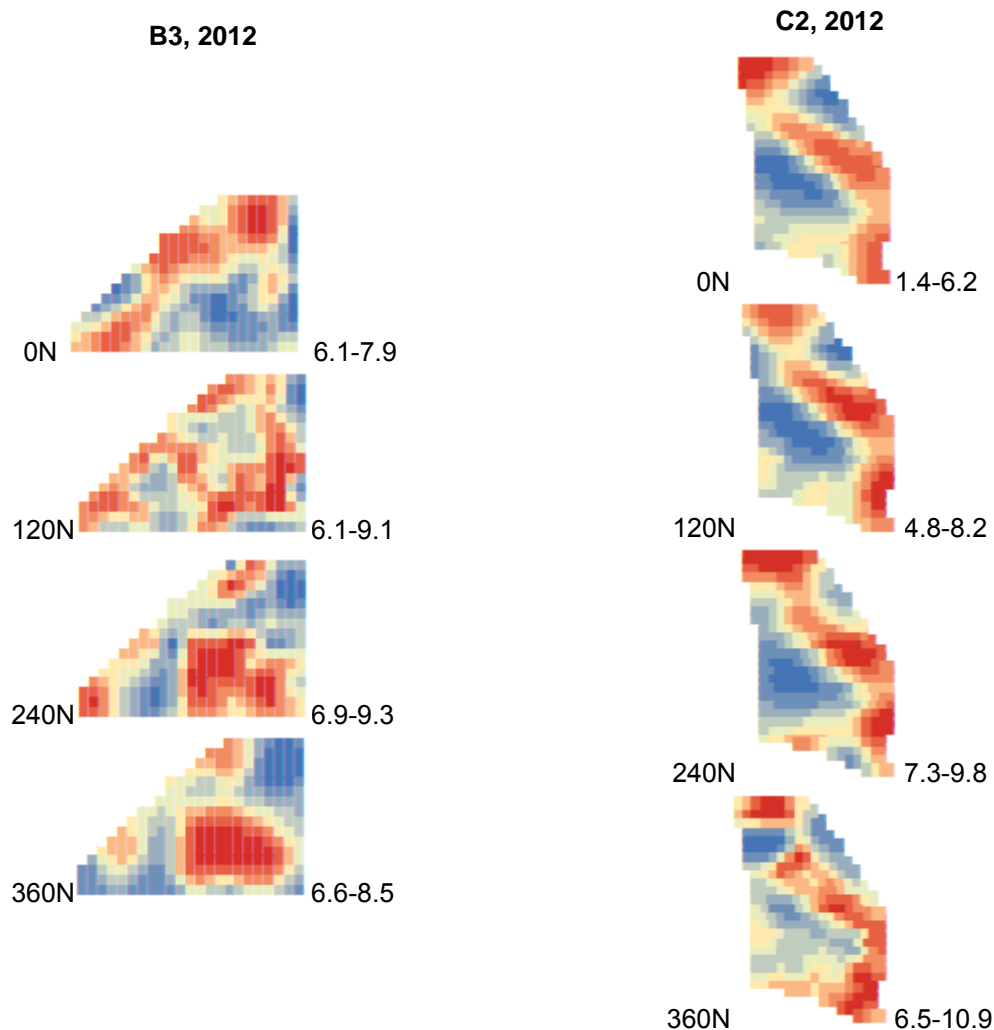 B3, 2012
0N 6.1-7.9
120N 6.1-9.1
240N 6.9-9.3
360N 6.6-8.5
C2, 2012
0N 1.4-6.2
120N 4.8-8.2
240N 7.3-9.8
360N 6.5-10.9